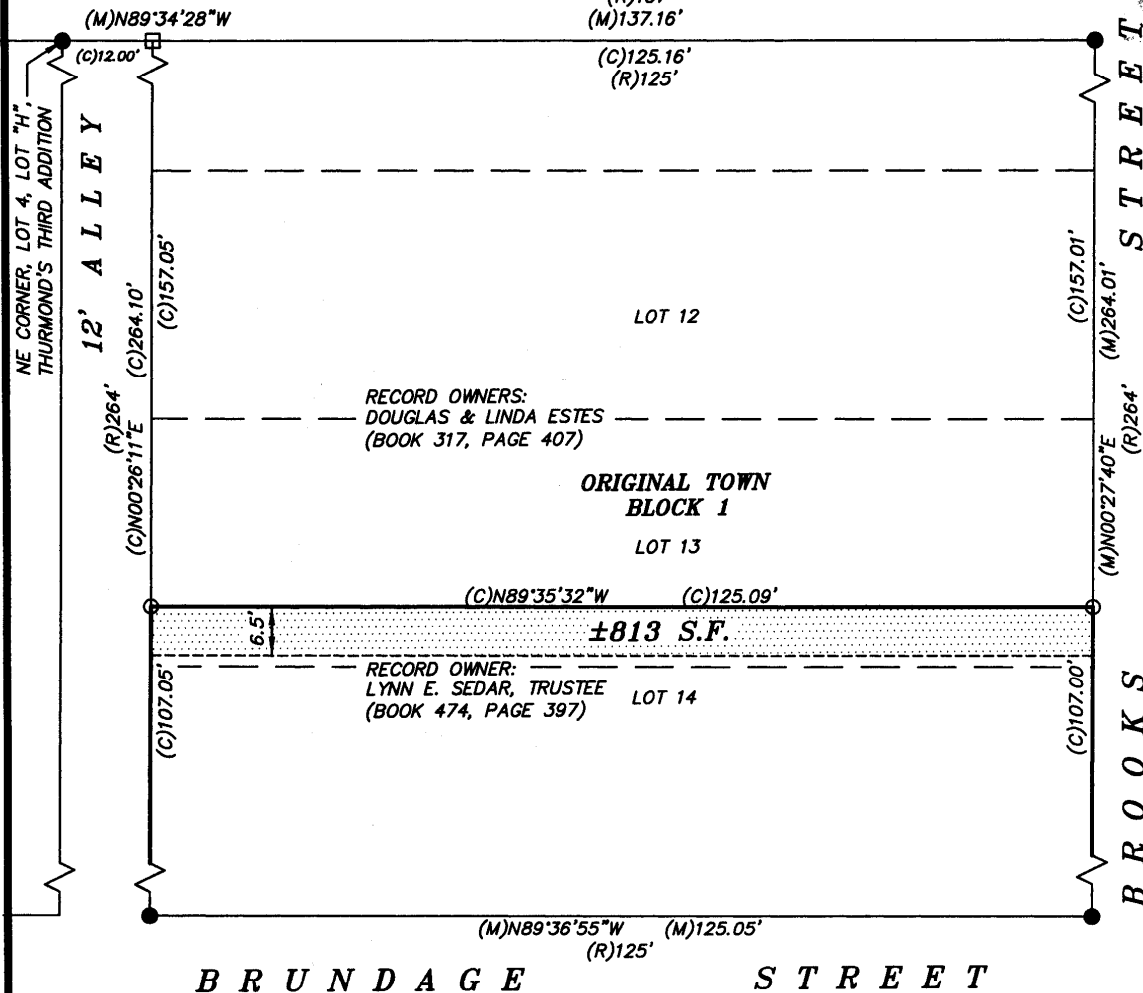 (M)N89°34'28"W
(M)137.16'
(C)12.00'
(C)125.16'
(R)125'
NE CORNER, LOT 4, LOT "H",
THURMOND'S THIRD ADDITION
12' ALLEY
(R)264'
(C)N00°26'11"E
(C)264.10'
(C)157.05'
LOT 12
(C)157.01'
(M)264.01'
(R)264'
(M)N00°27'40"E
RECORD OWNERS:
DOUGLAS & LINDA ESTES
(BOOK 317, PAGE 407)
ORIGINAL TOWN
BLOCK 1
LOT 13
(C)N89°35'32"W (C)125.09'
6.5'
±813 S.F.
RECORD OWNER:
LYNN E. SEDAR, TRUSTEE
(BOOK 474, PAGE 397)
LOT 14
(C)107.05'
(C)107.00'
BROOKS STREET
(M)N89°36'55"W (M)125.05'
(R)125'
BRUNDAGE STREET